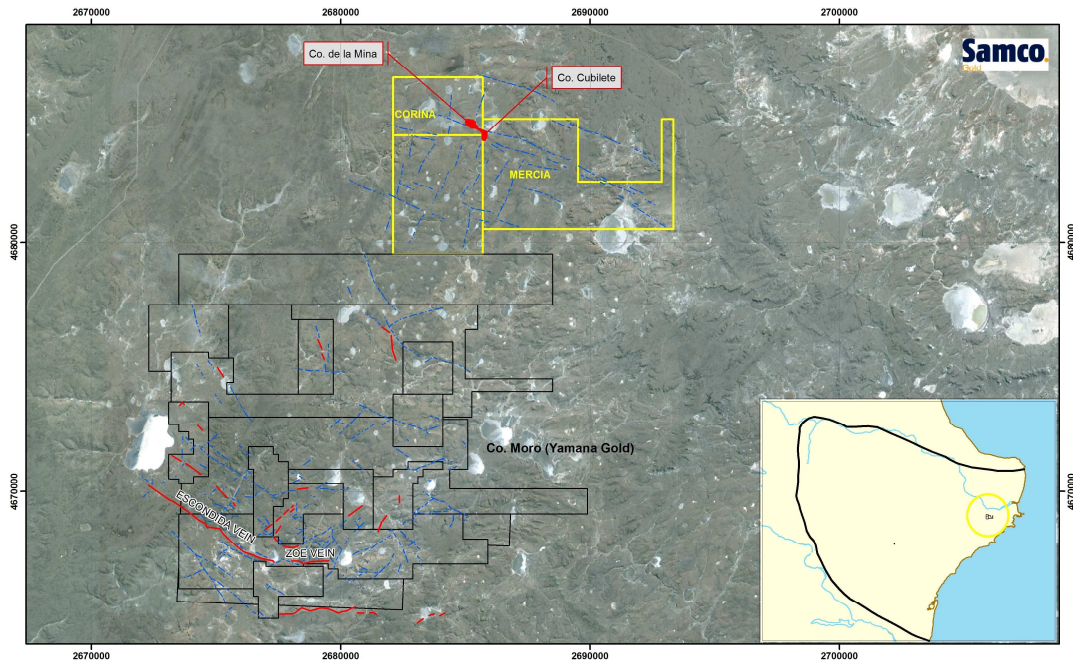 2670000
2680000
2690000
2700000
Samco.
Gold
Co. de la Mina
Co. Cubilete
CORINA
MERCIA
4680000
4680000
Co. Moro (Yamana Gold)
4670000
4670000
ESCONDIDA VEIN
ZOE VEIN
2670000
2680000
2690000
2700000